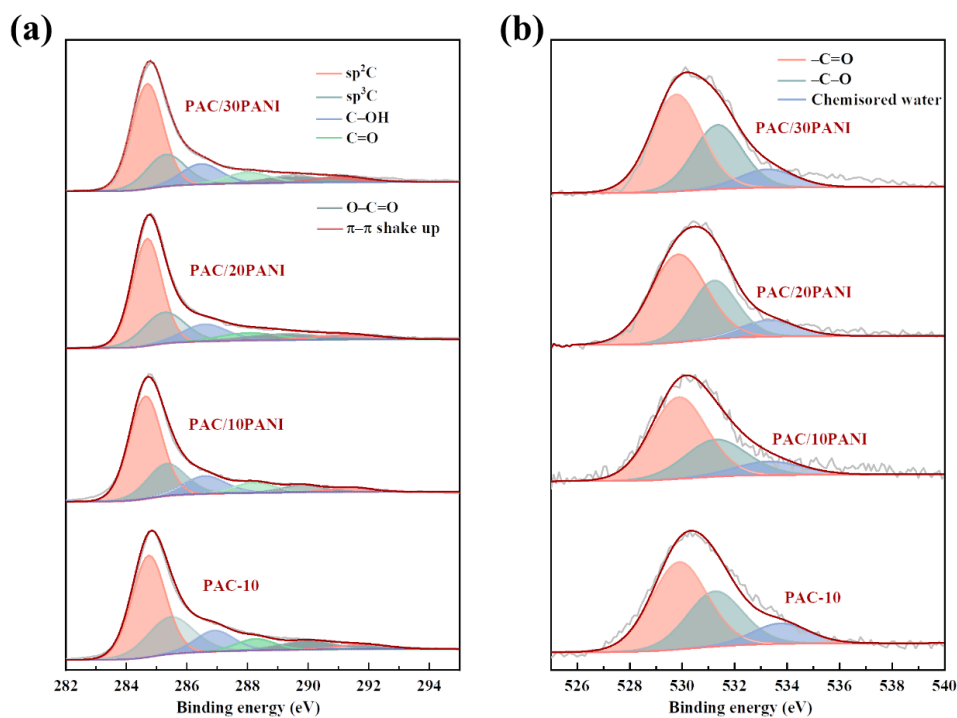 (a)
PAC/30PANI
sp²C
sp³C
C–OH
C=O
O–C=O
π–π shake up
PAC/20PANI
PAC/10PANI
PAC-10
282 284 286 288 290 292 294
Binding energy (eV)
(b)
–C=O
–C–O
Chemisored water
PAC/30PANI
PAC/20PANI
PAC/10PANI
PAC-10
526 528 530 532 534 536 538 540
Binding energy (eV)